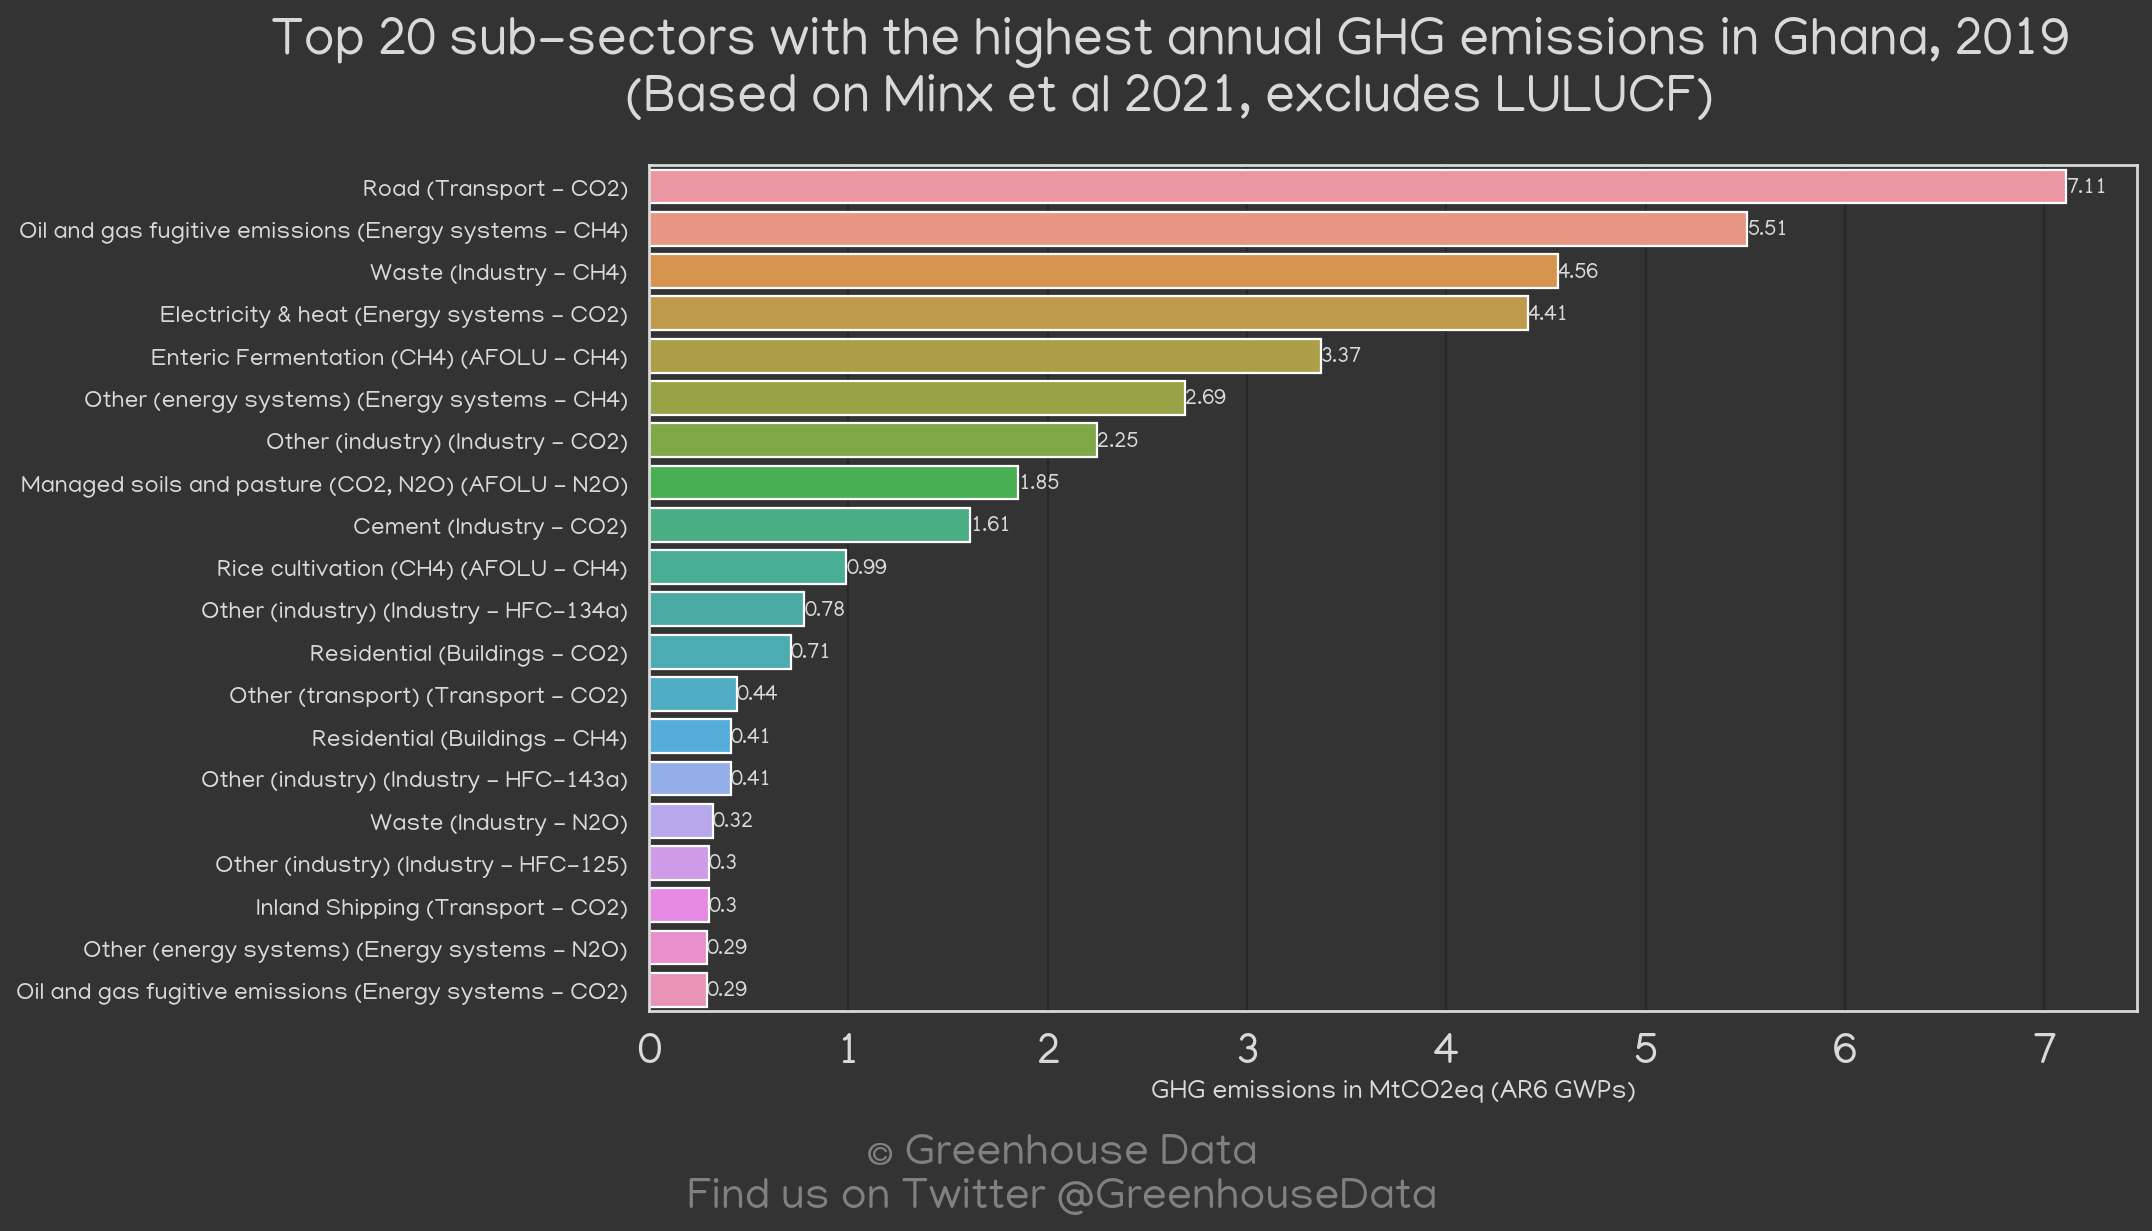 Top 20 sub-sectors with the highest annual GHG emissions in Ghana, 2019
(Based on Minx et al 2021, excludes LULUCF)
Road (Transport - CO2) 7.11
Oil and gas fugitive emissions (Energy systems - CH4) 5.51
Waste (Industry - CH4) 4.56
Electricity & heat (Energy systems - CO2) 4.41
Enteric Fermentation (CH4) (AFOLU - CH4) 3.37
Other (energy systems) (Energy systems - CH4) 2.69
Other (industry) (Industry - CO2) 2.25
Managed soils and pasture (CO2, N2O) (AFOLU - N2O) 1.85
Cement (Industry - CO2) 1.61
Rice cultivation (CH4) (AFOLU - CH4) 0.99
Other (industry) (Industry - HFC-134a) 0.78
Residential (Buildings - CO2) 0.71
Other (transport) (Transport - CO2) 0.44
Residential (Buildings - CH4) 0.41
Other (industry) (Industry - HFC-143a) 0.41
Waste (Industry - N2O) 0.32
Other (industry) (Industry - HFC-125) 0.3
Inland Shipping (Transport - CO2) 0.3
Other (energy systems) (Energy systems - N2O) 0.29
Oil and gas fugitive emissions (Energy systems - CO2) 0.29
0 1 2 3 4 5 6 7
GHG emissions in MtCO2eq (AR6 GWPs)
© Greenhouse Data
Find us on Twitter @GreenhouseData